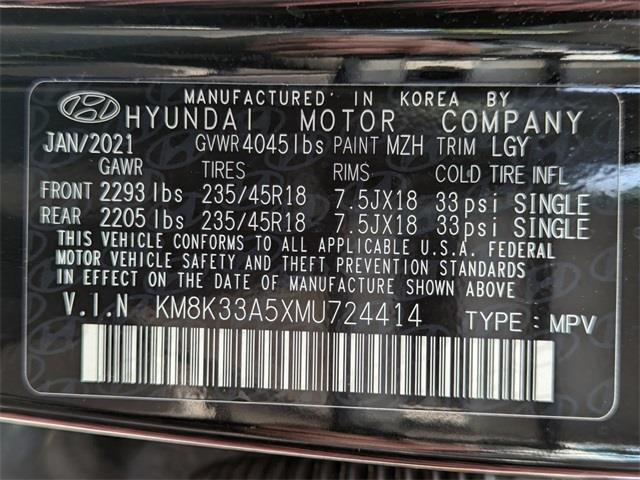 MANUFACTURED IN KOREA BY
HYUNDAI MOTOR COMPANY
JAN/2021 GVWR 4045lbs PAINT MZH TRIM LGY
GAWR TIRES RIMS COLD TIRE INFL
FRONT 2293 lbs 235/45R18 7.5JX18 33psi SINGLE
REAR 2205 lbs 235/45R18 7.5JX18 33psi SINGLE
THIS VEHICLE CONFORMS TO ALL APPLICABLE U.S.A. FEDERAL
MOTOR VEHICLE SAFETY AND THEFT PREVENTION STANDARDS
IN EFFECT ON THE DATE OF MANUFACTURE SHOWN ABOVE.
V.I.N KM8K33A5XMU724414 TYPE : MPV